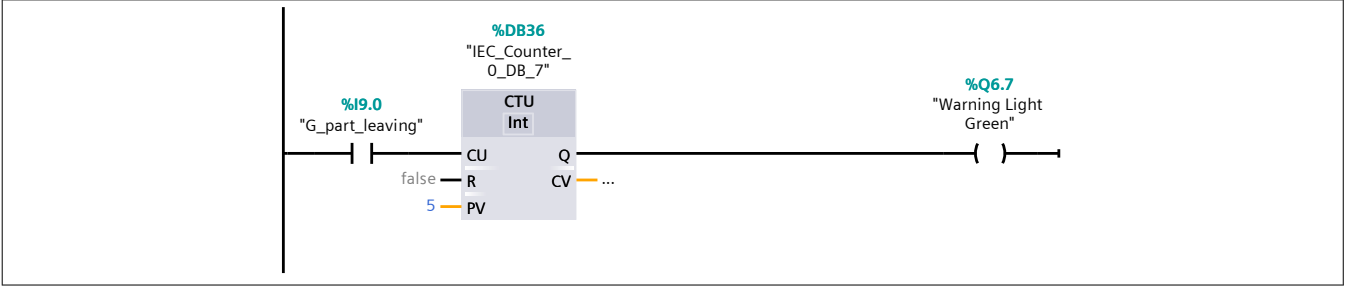 %DB36
"IEC_Counter_
0_DB_7"
%I9.0
"G_part_leaving"
CTU
Int
%Q6.7
"Warning Light
Green"
CU
Q
false
R
CV
...
5
PV